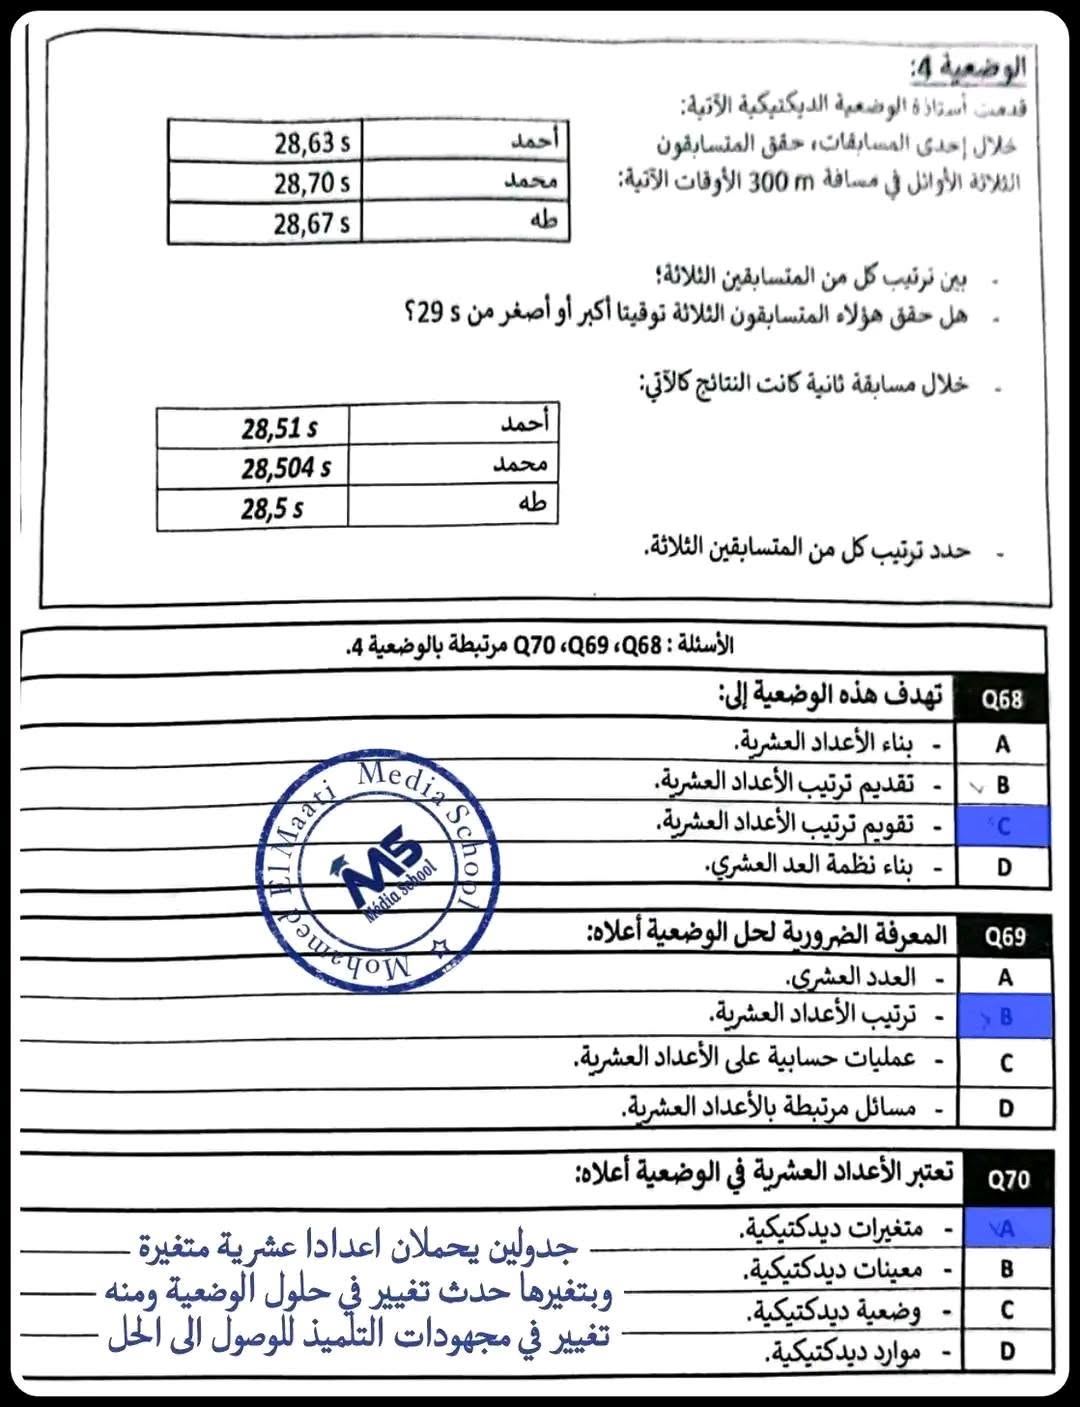 الوضعية 4:
قدمت أستاذة الوضعية الديكتيكية الآتية:
خلال إحدى المسابقات، حقق المتسابقون
الثلاثة الأوائل في مسافة 300 m الأوقات الآتية:
أحمد 28,63 s
محمد 28,70 s
طه 28,67 s
- بين ترتيب كل من المتسابقين الثلاثة؛
- هل حقق هؤلاء المتسابقون الثلاثة توقيتا أكبر أو أصغر من 29 s؟
- خلال مسابقة ثانية كانت النتائج كالآتي:
أحمد 28,51 s
محمد 28,504 s
طه 28,5 s
- حدد ترتيب كل من المتسابقين الثلاثة.
الأسئلة : Q68، Q69، Q70 مرتبطة بالوضعية 4.
Q68 تهدف هذه الوضعية إلى:
A - بناء الأعداد العشرية.
B - تقديم ترتيب الأعداد العشرية.
C - تقويم ترتيب الأعداد العشرية.
D - بناء نظمة العد العشري.
Mohamed El Maati Media School
MS
Média School
Q69 المعرفة الضرورية لحل الوضعية أعلاه:
A - العدد العشري.
B - ترتيب الأعداد العشرية.
C - عمليات حسابية على الأعداد العشرية.
D - مسائل مرتبطة بالأعداد العشرية.
Q70 تعتبر الأعداد العشرية في الوضعية أعلاه:
A - متغيرات ديدكتيكية.
B - معينات ديدكتيكية.
C - وضعية ديدكتيكية.
D - موارد ديدكتيكية.
جدولين يحملان اعدادا عشرية متغيرة
وبتغيرها حدث تغيير في حلول الوضعية ومنه
تغيير في مجهودات التلميذ للوصول الى الحل